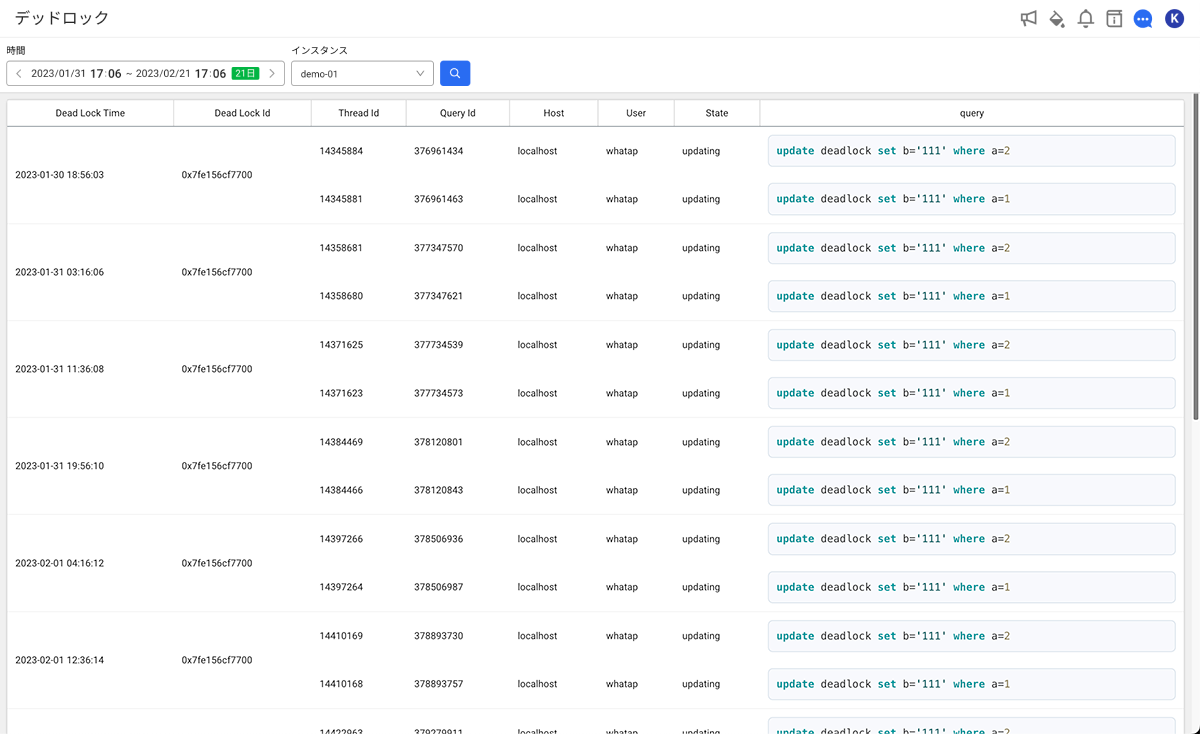 デッドロック
K
時間
インスタンス
2023/01/31 17:06 ~ 2023/02/21 17:06 21日
demo-01
Dead Lock Time Dead Lock Id Thread Id Query Id Host User State query
14345884 376961434 localhost whatap updating update deadlock set b='111' where a=2
2023-01-30 18:56:03 0x7fe156cf7700
14345881 376961463 localhost whatap updating update deadlock set b='111' where a=1
14358681 377347570 localhost whatap updating update deadlock set b='111' where a=2
2023-01-31 03:16:06 0x7fe156cf7700
14358680 377347621 localhost whatap updating update deadlock set b='111' where a=1
14371625 377734539 localhost whatap updating update deadlock set b='111' where a=2
2023-01-31 11:36:08 0x7fe156cf7700
14371623 377734573 localhost whatap updating update deadlock set b='111' where a=1
14384469 378120801 localhost whatap updating update deadlock set b='111' where a=2
2023-01-31 19:56:10 0x7fe156cf7700
14384466 378120843 localhost whatap updating update deadlock set b='111' where a=1
14397266 378506936 localhost whatap updating update deadlock set b='111' where a=2
2023-02-01 04:16:12 0x7fe156cf7700
14397264 378506987 localhost whatap updating update deadlock set b='111' where a=1
14410169 378893730 localhost whatap updating update deadlock set b='111' where a=2
2023-02-01 12:36:14 0x7fe156cf7700
14410168 378893757 localhost whatap updating update deadlock set b='111' where a=1
14422963 379279911 localhost whatap updating update deadlock set b='111' where a=2